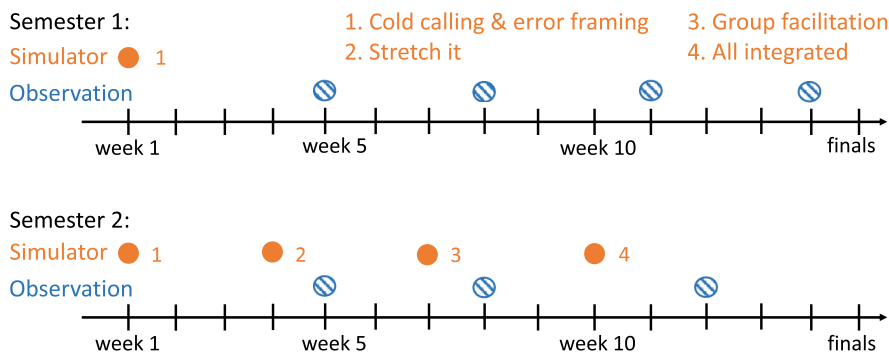 Semester 1:
1. Cold calling & error framing
3. Group facilitation
Simulator 1
2. Stretch it
4. All integrated
Observation
week 1 week 5 week 10 finals
Semester 2:
Simulator 1 2 3 4
Observation
week 1 week 5 week 10 finals